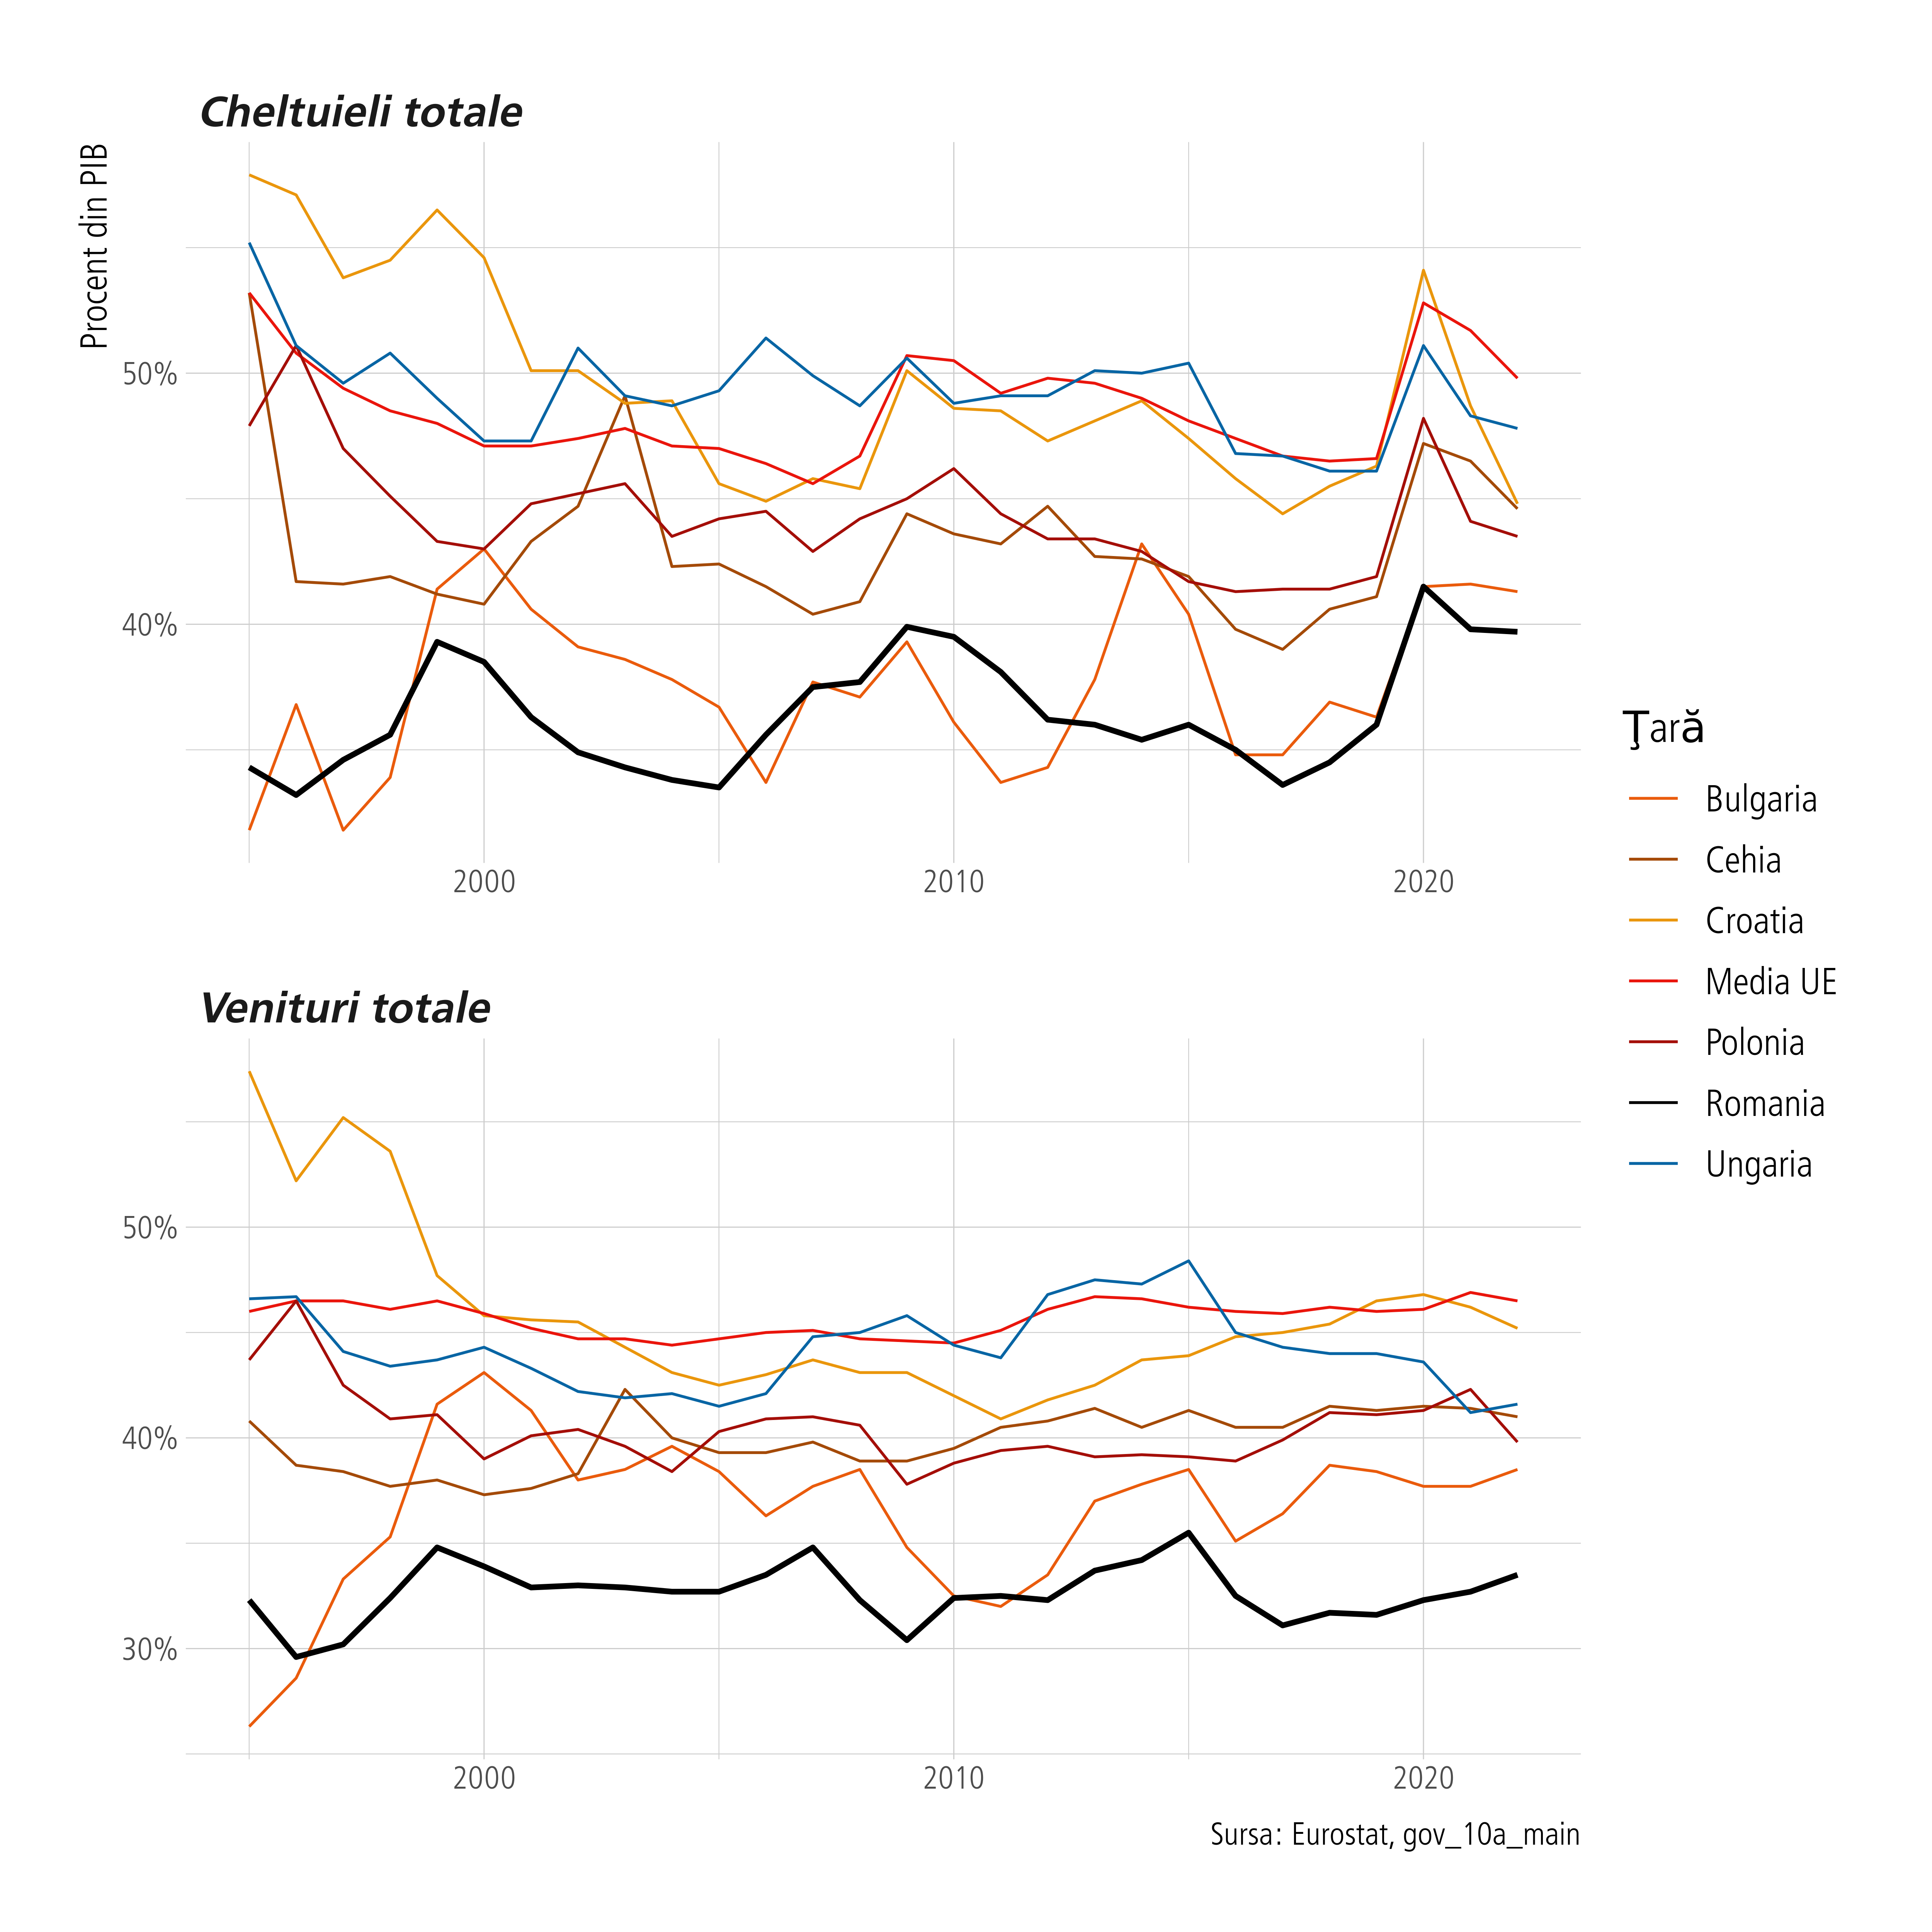 Cheltuieli totale
Procent din PIB
50%
40%
2000 2010 2020
Venituri totale
50%
40%
30%
2000 2010 2020
Sursa: Eurostat, gov_10a_main
Ţară
Bulgaria
Cehia
Croatia
Media UE
Polonia
Romania
Ungaria